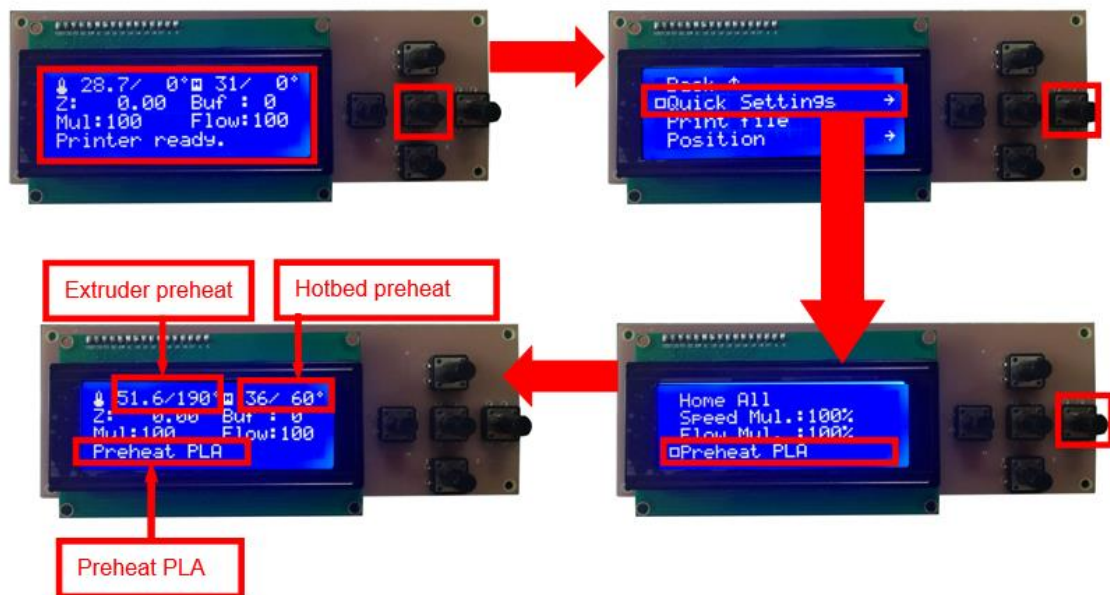 28.7/ 0° 31/ 0°
Z: 0.00 Buf : 0
Mul:100 Flow:100
Printer ready.
Back ↑
Quick Settings →
Print file
Position →
Extruder preheat
Hotbed preheat
51.6/190° 36/ 60°
Z: 0.00 Buf : 0
Mul:100 Flow:100
Preheat PLA
Preheat PLA
Home All
Speed Mul.:100%
Flow Mul. :100%
Preheat PLA